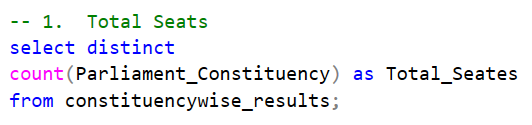 -- 1.  Total Seats
select distinct
count(Parliament_Constituency) as Total_Seates
from constituencywise_results;